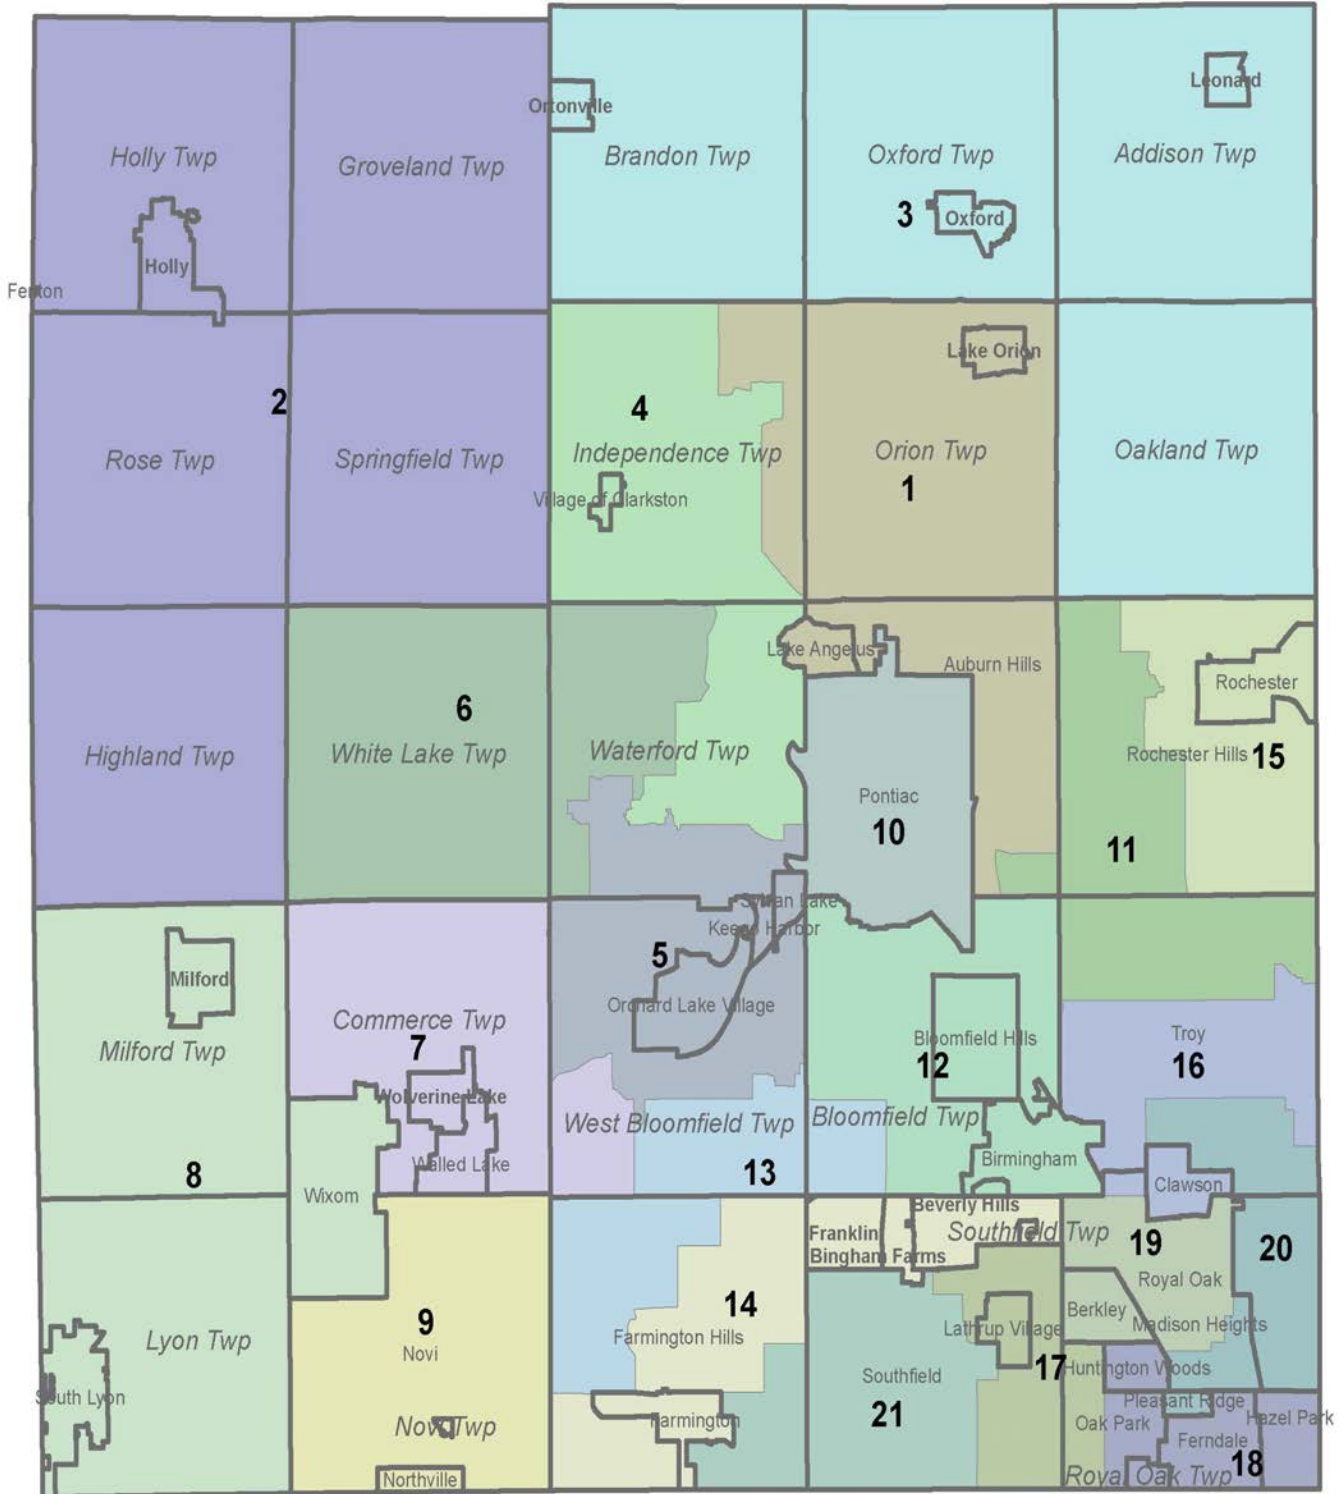 Leonard
Ortonville
Holly Twp
Groveland Twp
Brandon Twp
Oxford Twp
Addison Twp
3
Oxford
Holly
Fenton
Lake Orion
2
4
Rose Twp
Springfield Twp
Independence Twp
Orion Twp
Oakland Twp
1
Village of Clarkston
Lake Angelus
Auburn Hills
Rochester
6
Highland Twp
White Lake Twp
Waterford Twp
Rochester Hills
15
Pontiac
10
11
Sylvan Lake
Keego Harbor
5
Milford
Orchard Lake Village
Commerce Twp
Troy
Bloomfield Hills
Milford Twp
7
12
16
Wolverine Lake
West Bloomfield Twp
Bloomfield Twp
Walled Lake
Birmingham
8
13
Clawson
Wixom
Beverly Hills
Franklin
Southfield Twp
Bingham Farms
19
20
Royal Oak
14
Berkley
9
Lyon Twp
Farmington Hills
Lathrup Village
Madison Heights
Novi
17
Huntington Woods
South Lyon
Southfield
Pleasant Ridge
21
Novi Twp
Farmington
Oak Park
Hazel Park
Ferndale
18
Northville
Royal Oak Twp